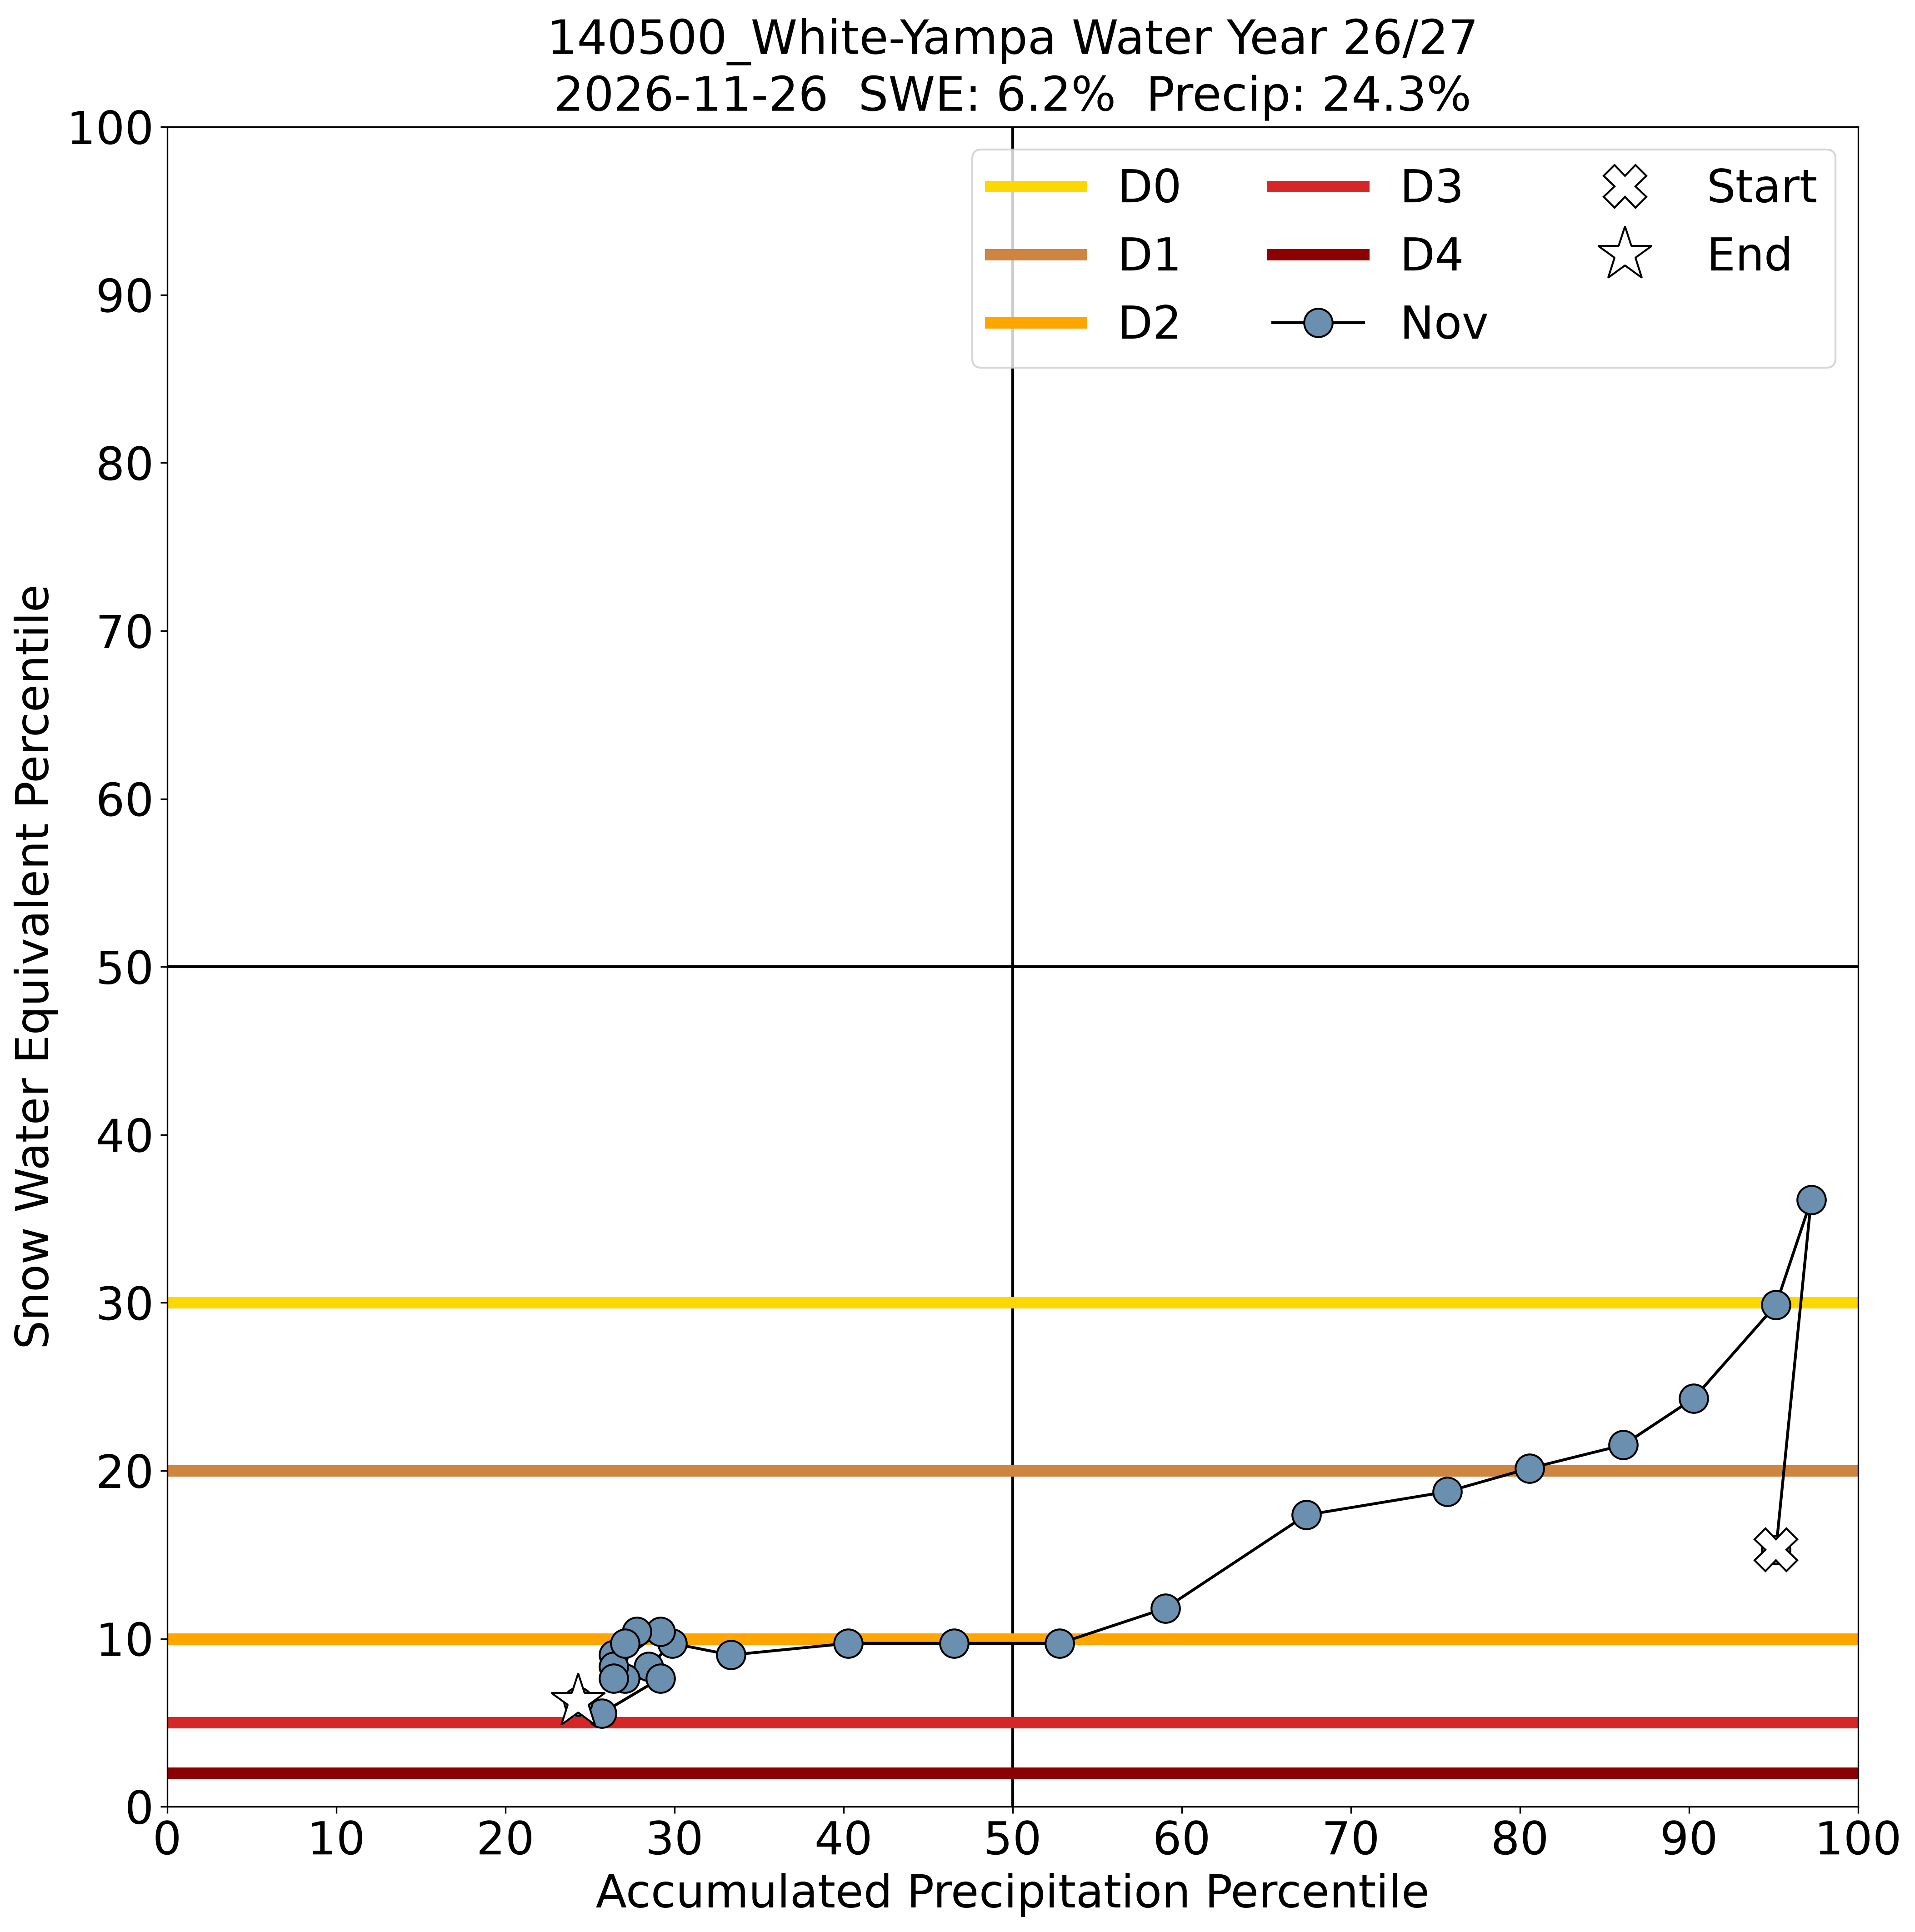 140500_White-Yampa Water Year 26/27
2026-11-26  SWE: 6.2%  Precip: 24.3%
100
90
80
70
60
50
40
30
20
10
0
Snow Water Equivalent Percentile
D0
D1
D2
D3
D4
Nov
Start
End
0 10 20 30 40 50 60 70 80 90 100
Accumulated Precipitation Percentile